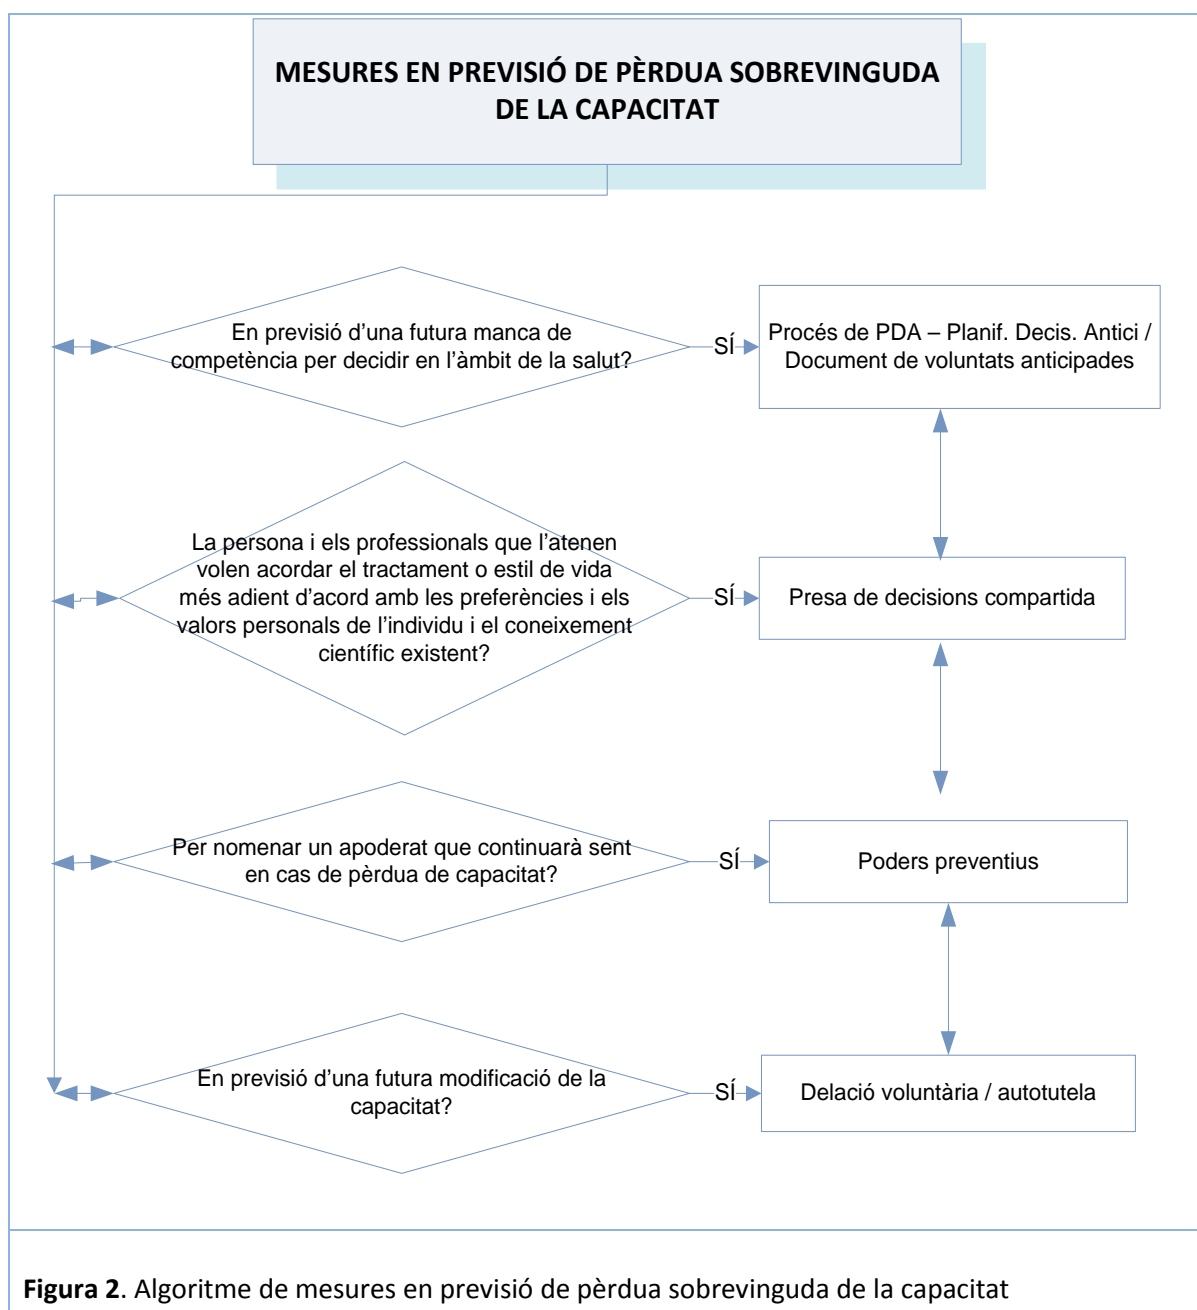 MESURES EN PREVISIÓ DE PÈRDUA SOBREVINGUDA
DE LA CAPACITAT
En previsió d’una futura manca de
competència per decidir en l’àmbit de la salut?
SÍ
Procés de PDA – Planif. Decis. Antici /
Document de voluntats anticipades
La persona i els professionals que l’atenen
volen acordar el tractament o estil de vida
més adient d’acord amb les preferències i els
valors personals de l’individu i el coneixement
científic existent?
SÍ
Presa de decisions compartida
Per nomenar un apoderat que continuarà sent
en cas de pèrdua de capacitat?
SÍ
Poders preventius
En previsió d’una futura modificació de la
capacitat?
SÍ
Delació voluntària / autotutela
Figura 2. Algoritme de mesures en previsió de pèrdua sobrevinguda de la capacitat